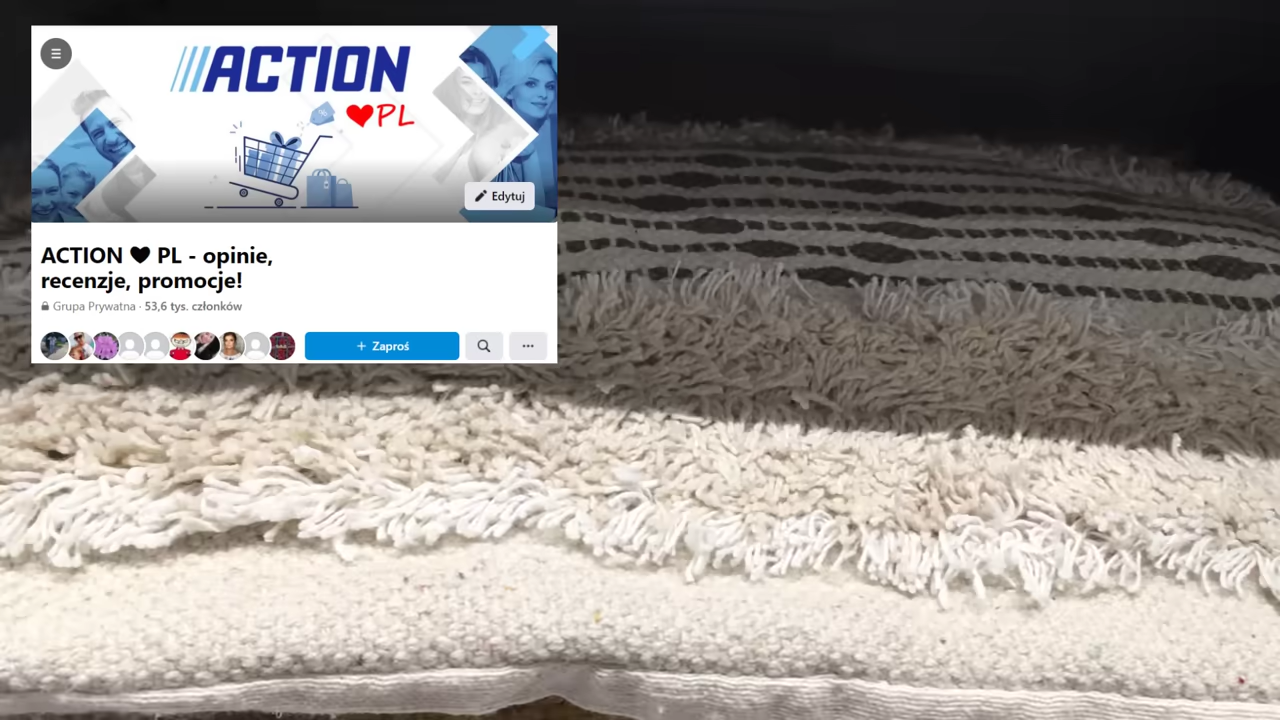 ACTION
❤PL
Edytuj
ACTION 🖤 PL - opinie,
recenzje, promocje!
Grupa Prywatna · 53,6 tys. członków
+ Zaproś